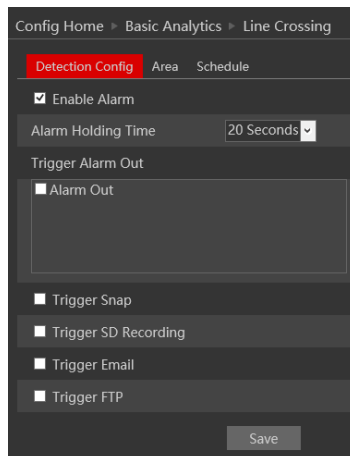 Config Home ▸ Basic Analytics ▸ Line Crossing
Detection Config Area Schedule
Enable Alarm
Alarm Holding Time 20 Seconds
Trigger Alarm Out
Alarm Out
Trigger Snap
Trigger SD Recording
Trigger Email
Trigger FTP
Save